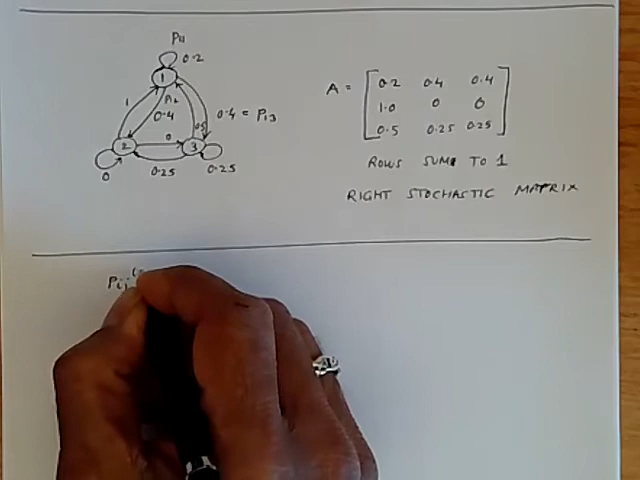 P11
0.2
1
1
P12
0.4
0.5
0.4 = P13
2
0
3
0
0.25
0.25
A = [ 0.2 0.4 0.4
1.0 0 0
0.5 0.25 0.25 ]
ROWS SUM TO 1
RIGHT STOCHASTIC MATRIX
Pij